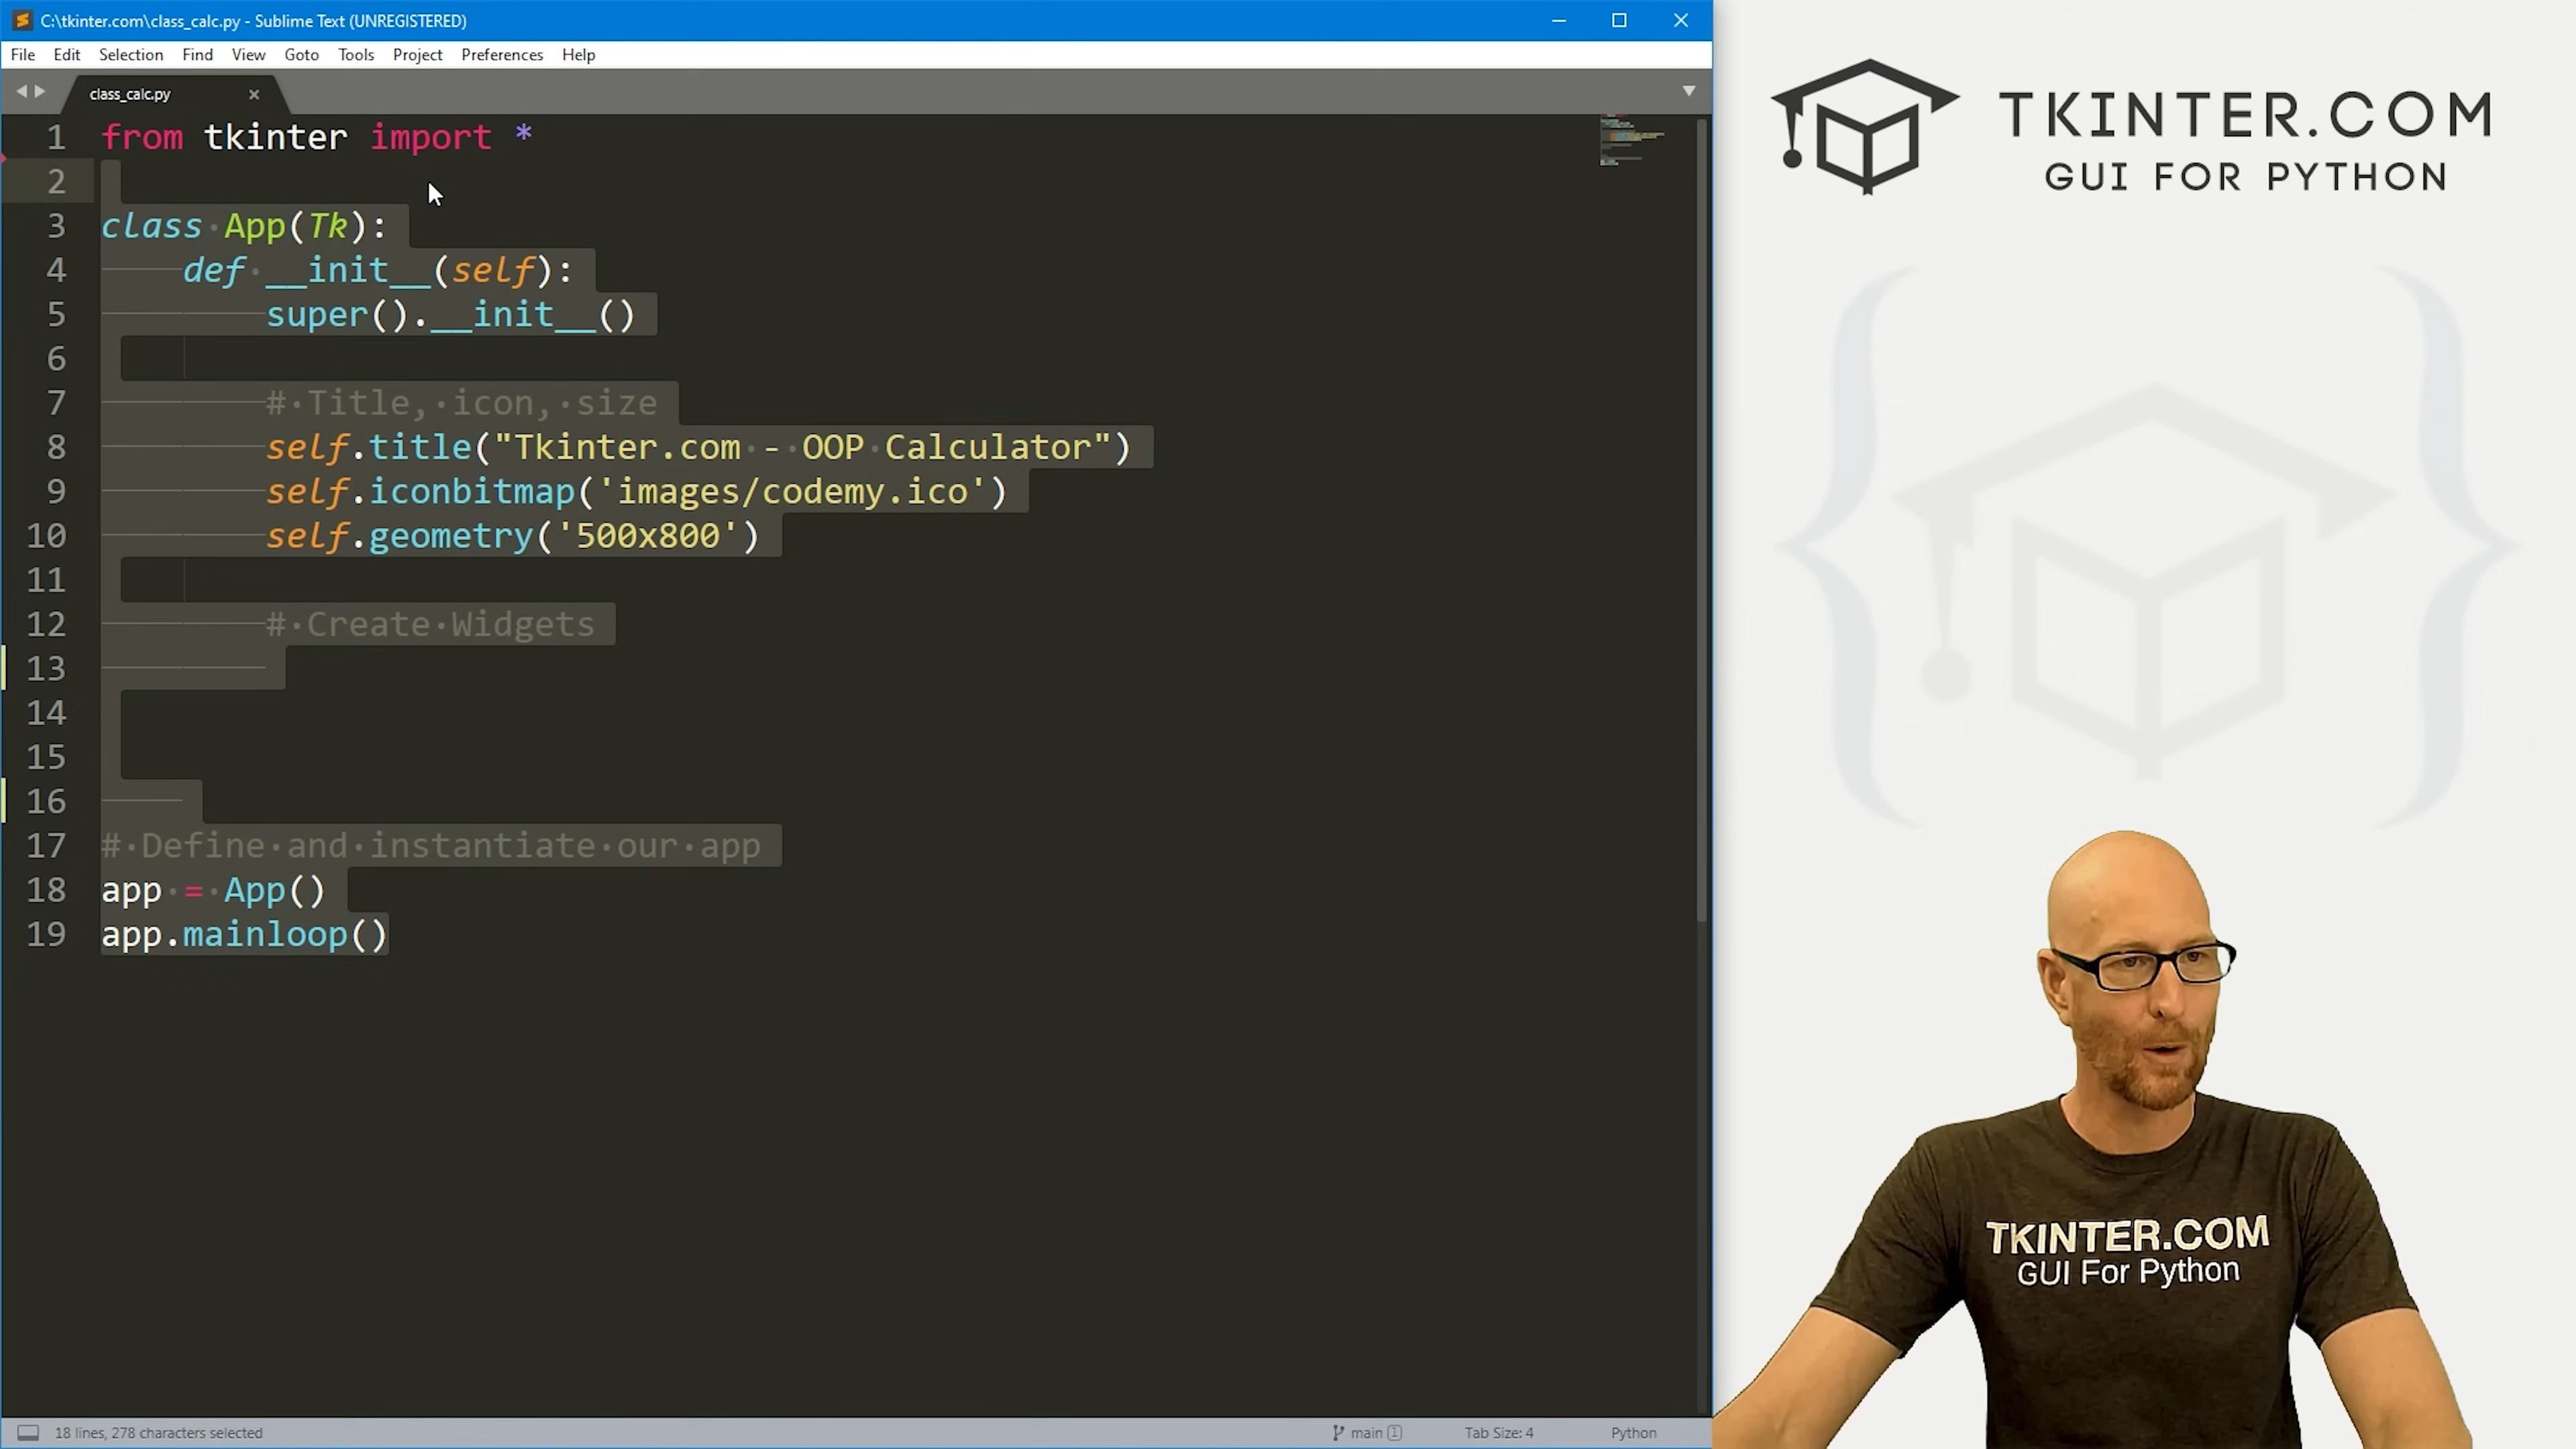 C:\tkinter.com\class_calc.py - Sublime Text (UNREGISTERED)
File Edit Selection Find View Goto Tools Project Preferences Help
class_calc.py
1 from tkinter import *
2
3 class App(Tk):
4 def __init__(self):
5 super().__init__()
6
7 # Title, icon, size
8 self.title("Tkinter.com - OOP Calculator")
9 self.iconbitmap('images/codemy.ico')
10 self.geometry('500x800')
11
12 # Create Widgets
13
14
15
16
17 # Define and instantiate our app
18 app = App()
19 app.mainloop()
18 lines, 278 characters selected
main 1
Tab Size: 4
Python
TKINTER.COM
GUI FOR PYTHON
TKINTER.COM
GUI For Python